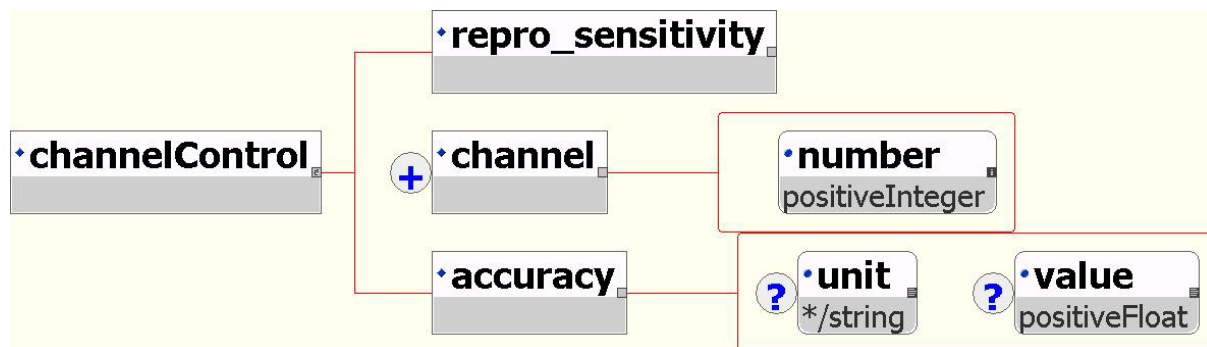 repro_sensitivity
channelControl
+
channel
number
positiveInteger
accuracy
?
unit
*/string
?
value
positiveFloat